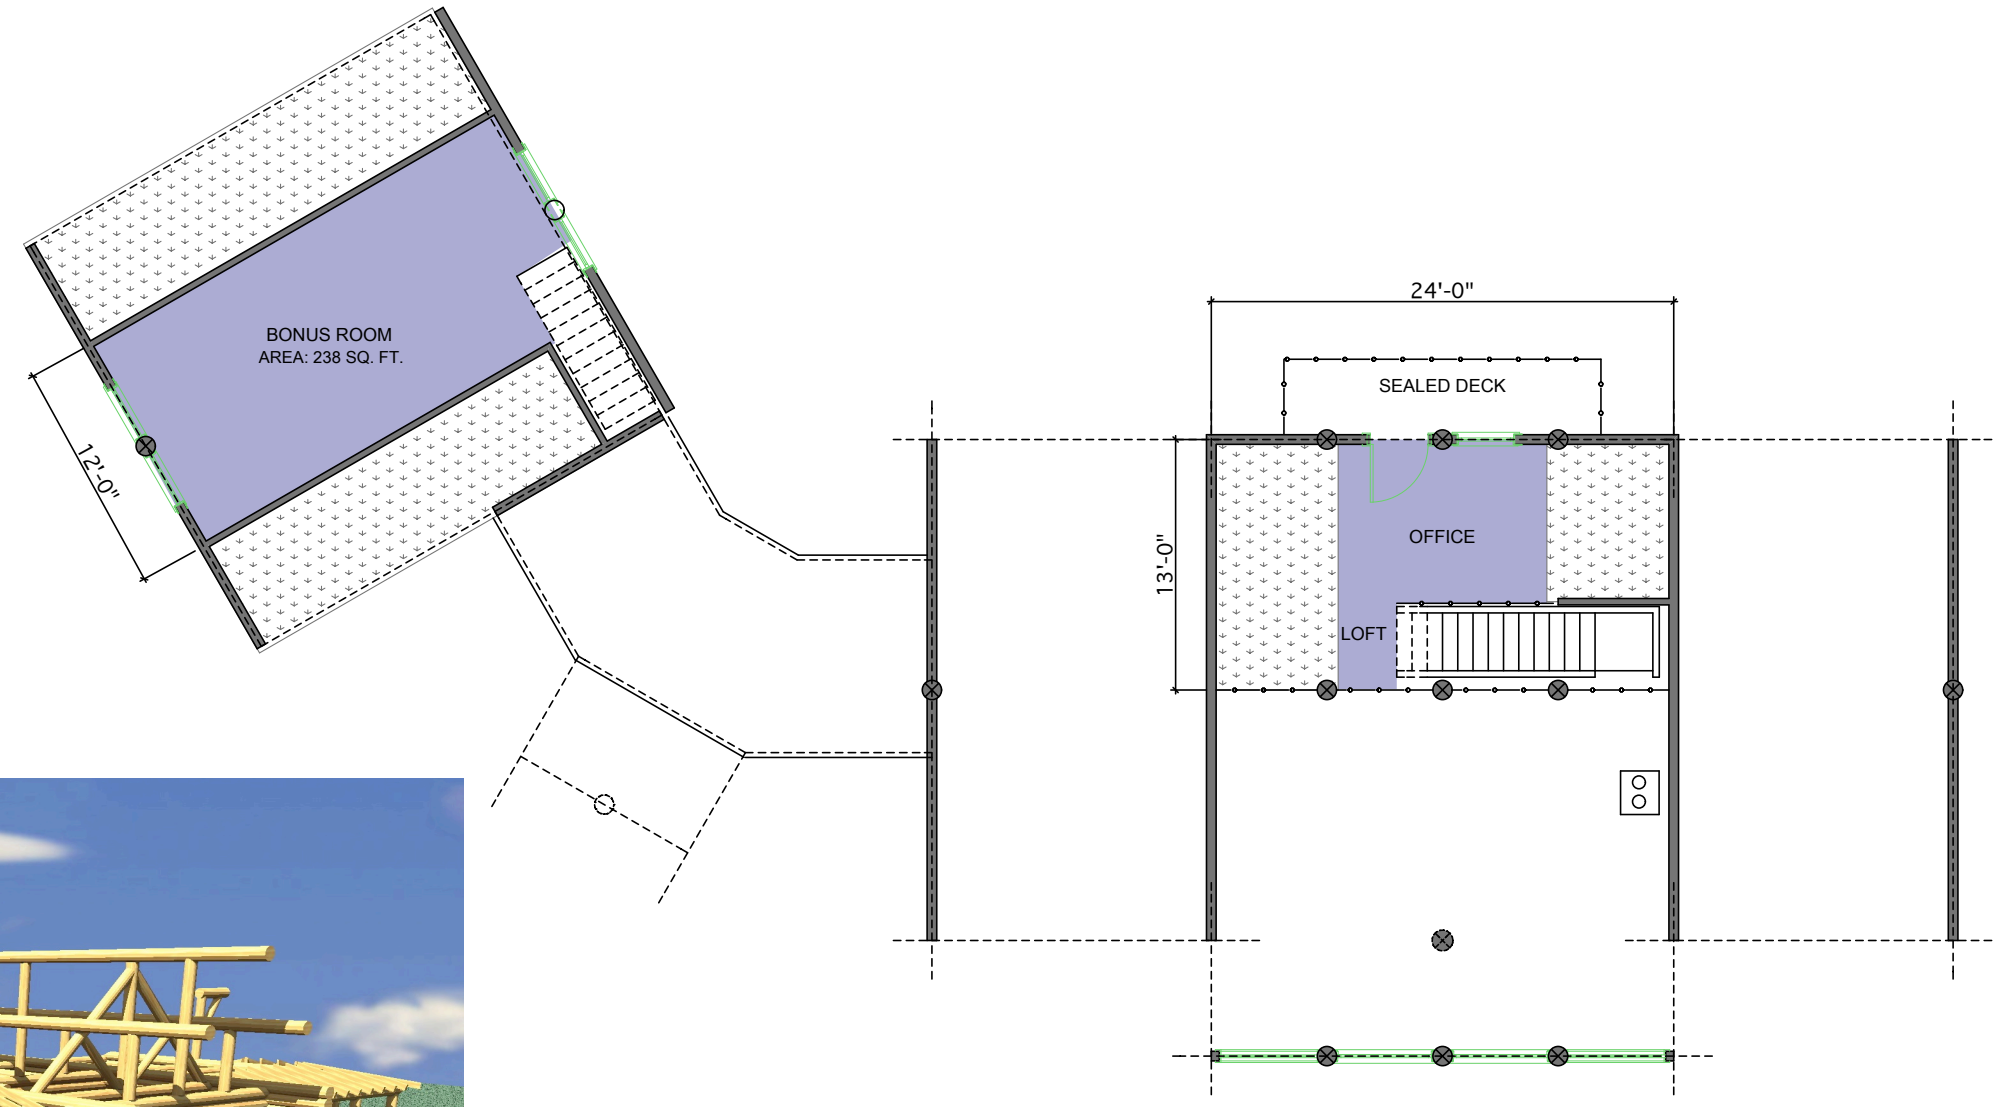 BONUS ROOM
AREA: 238 SQ. FT.
12'-0"
24'-0"
SEALED DECK
13'-0"
OFFICE
LOFT